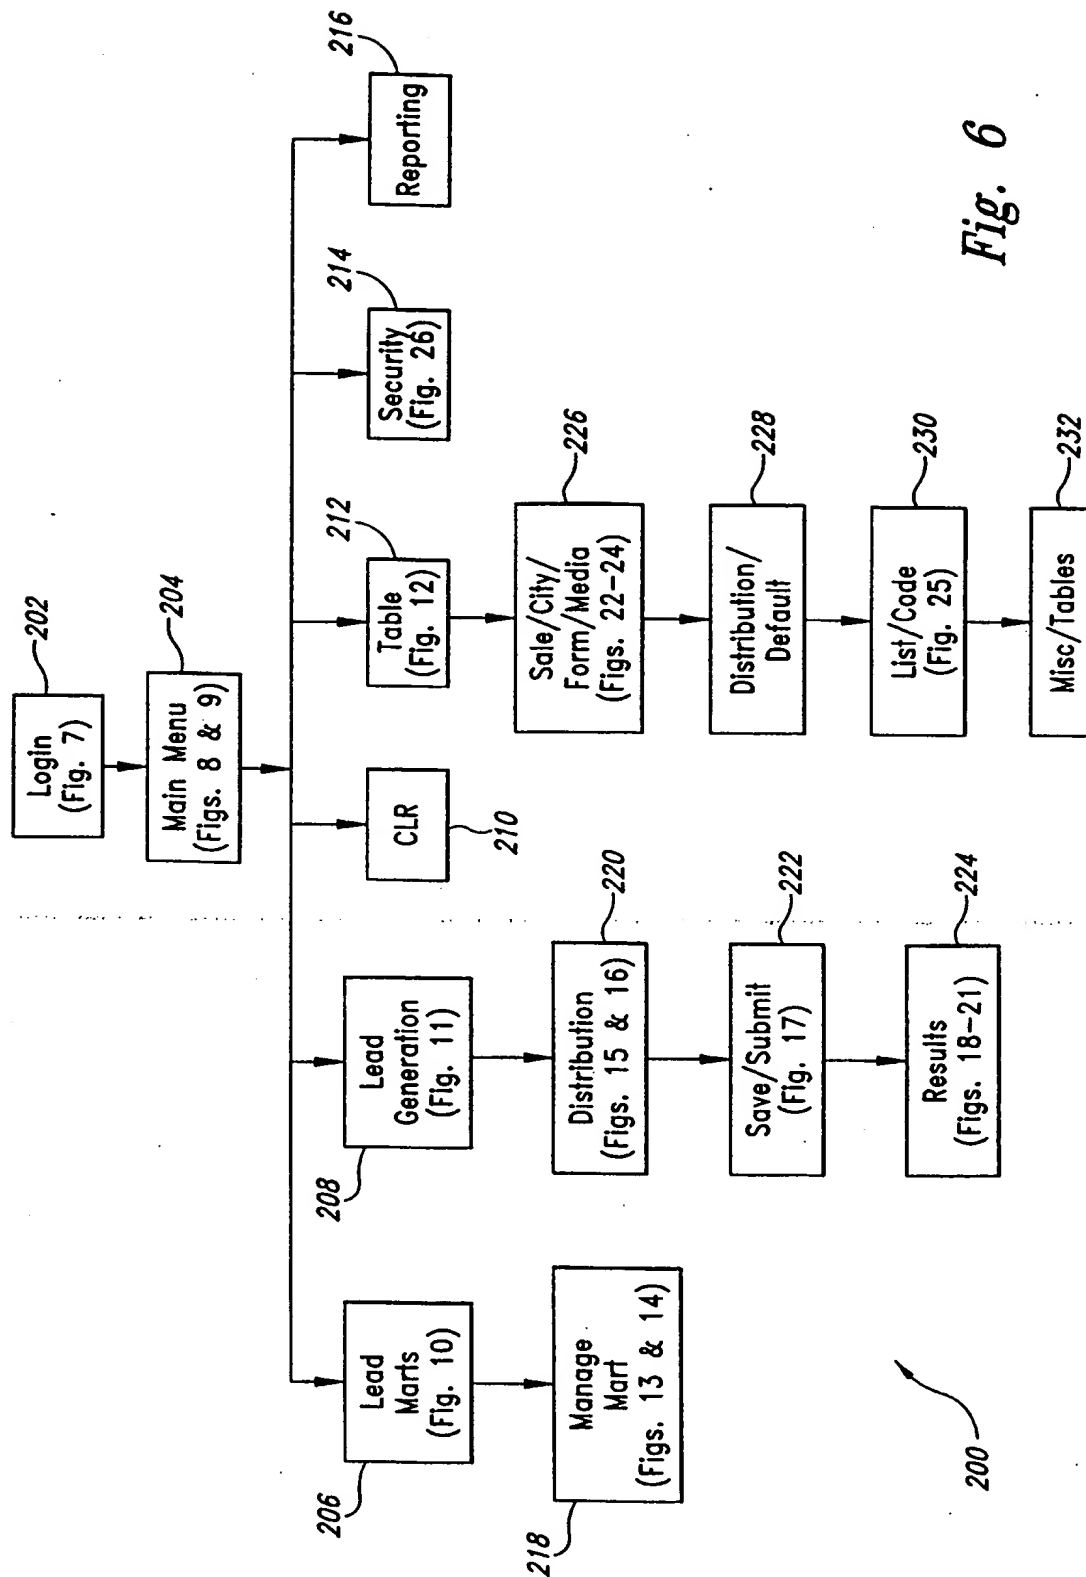 202
Login
(Fig. 7)
204
Main Menu
(Figs. 8 & 9)
206
Lead
Marts
(Fig. 10)
208
Lead
Generation
(Fig. 11)
CLR
210
212
Table
(Fig. 12)
214
Security
(Fig. 26)
216
Reporting
218
Manage
Mart
(Figs. 13 & 14)
220
Distribution
(Figs. 15 & 16)
222
Save/Submit
(Fig. 17)
224
Results
(Figs. 18-21)
226
Sale/City/
Form/Media
(Figs. 22-24)
228
Distribution/
Default
230
List/Code
(Fig. 25)
232
Misc/Tables
200
Fig. 6